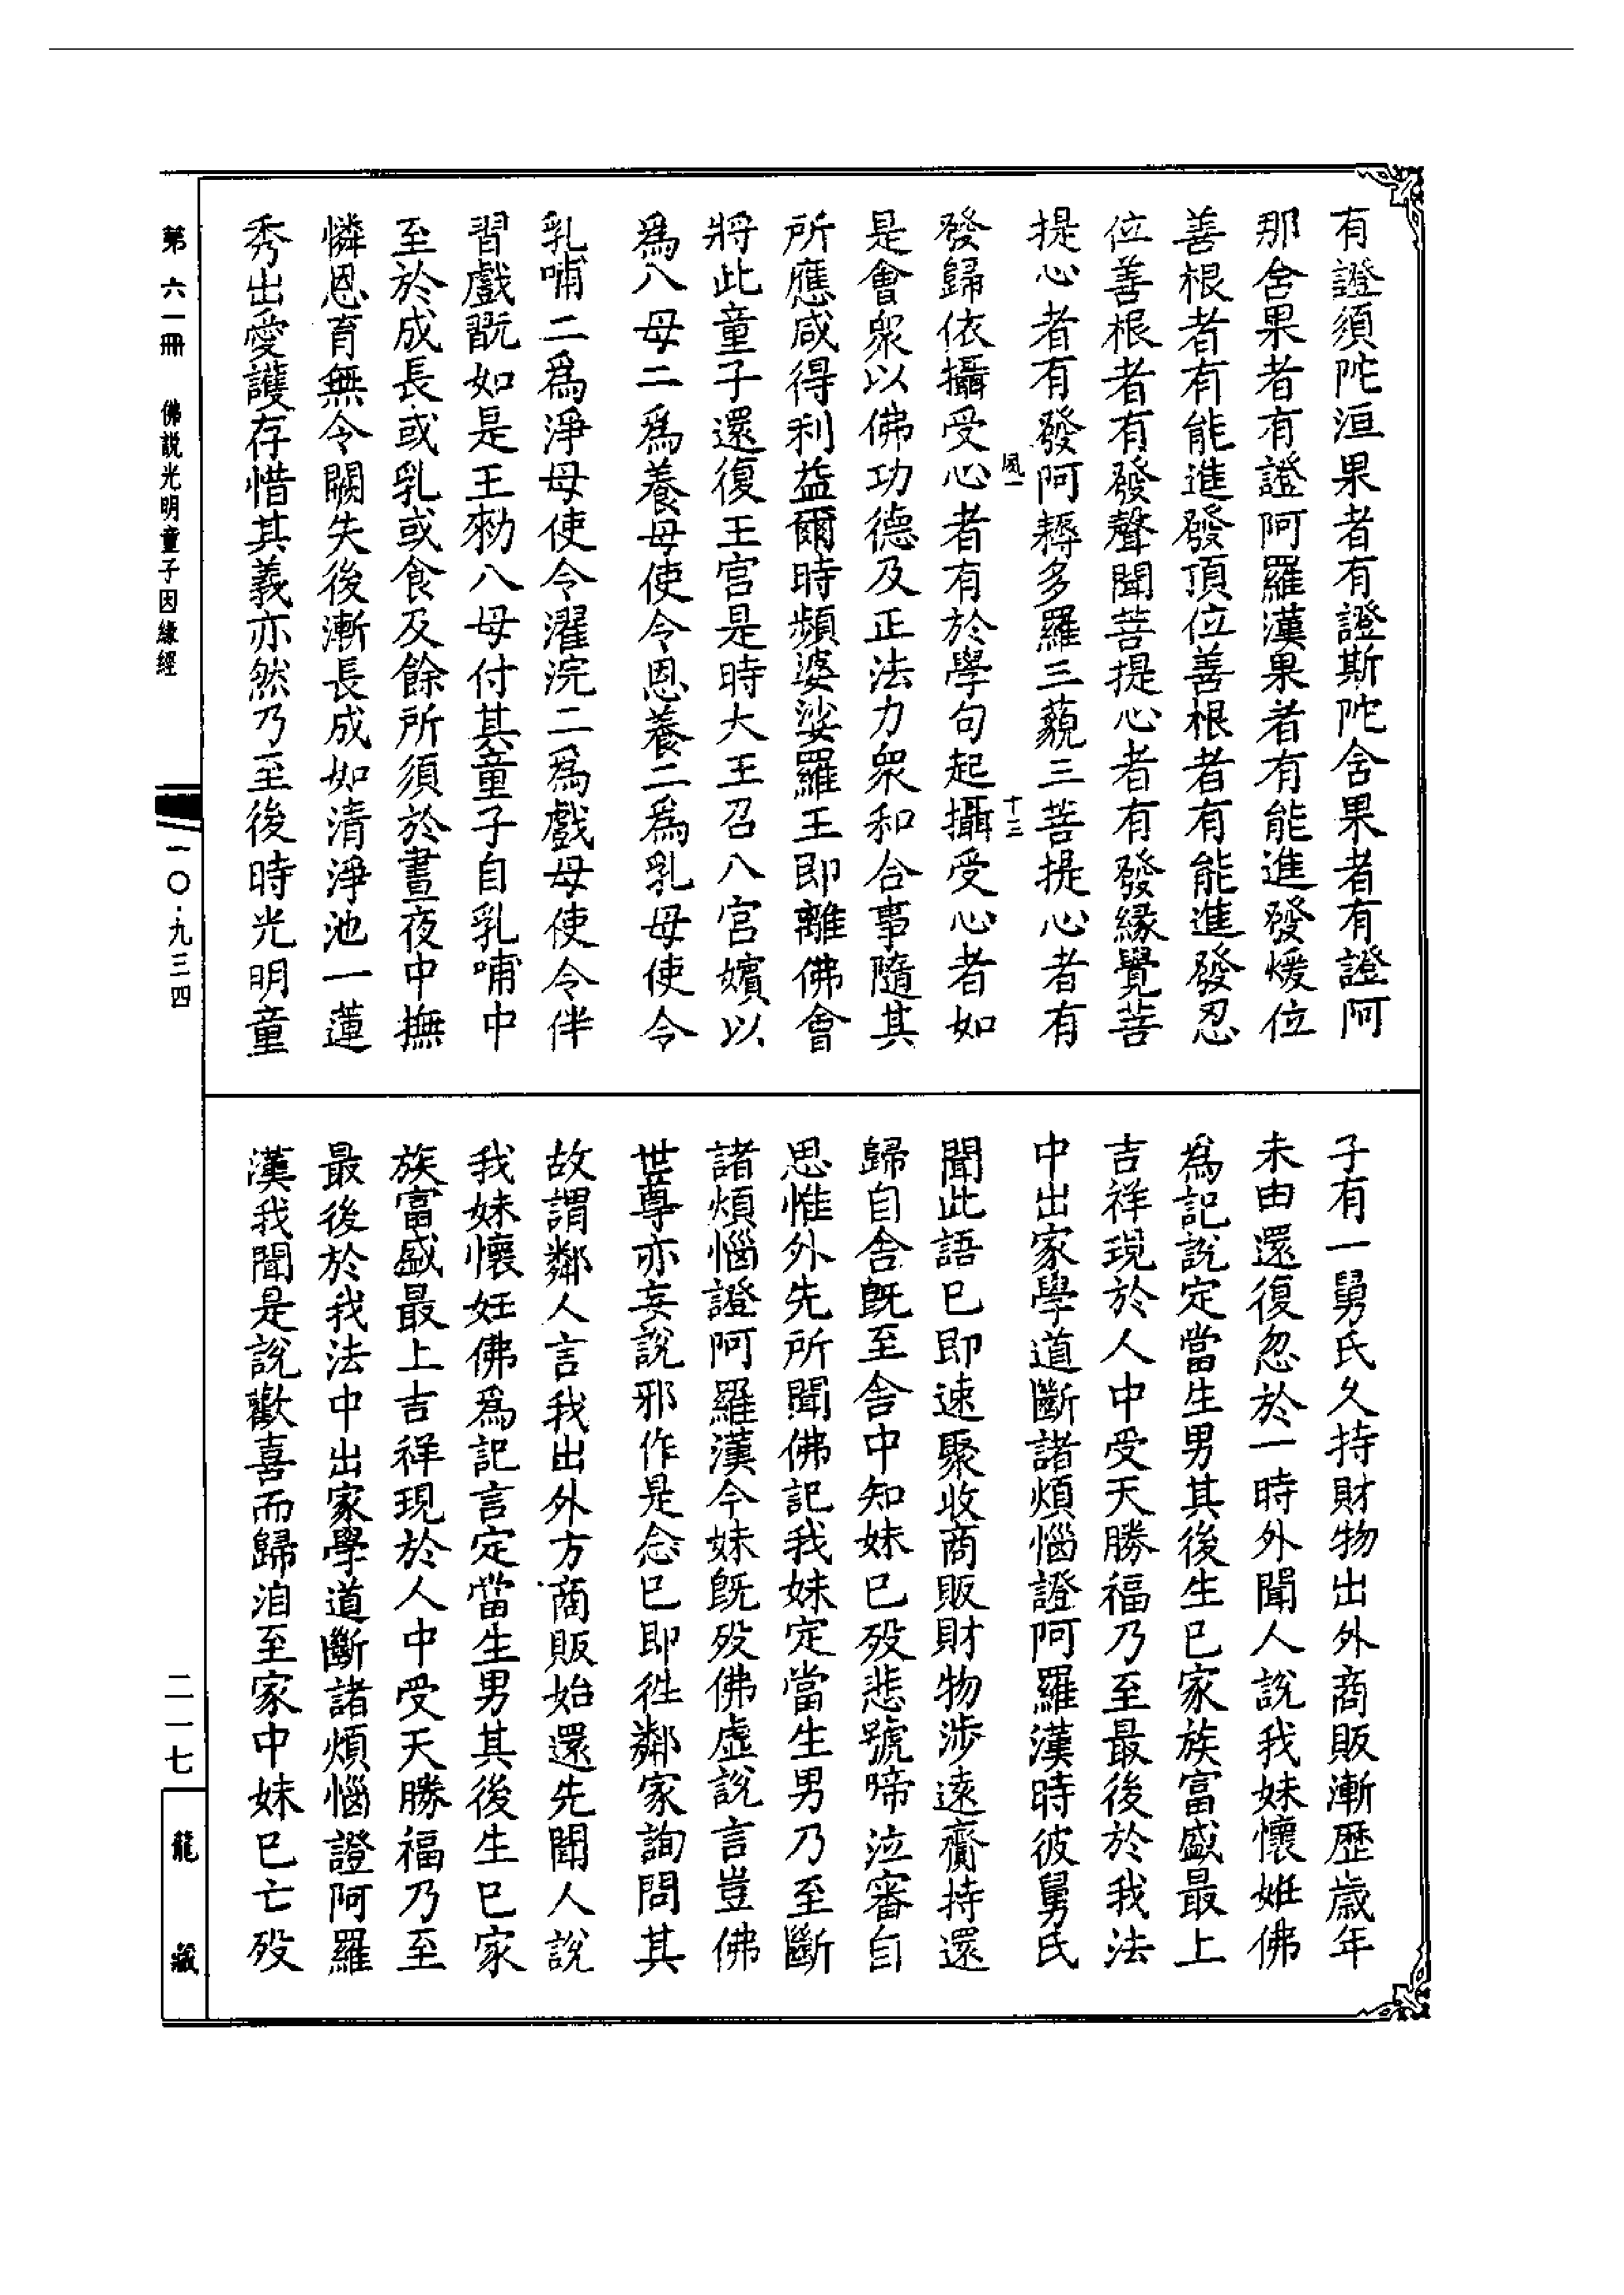 有證須陀洹果者有證斯陀含果者有證阿
那含果者有證阿羅漢果者有能進發煖位
善根者有能進發頂位善根者有能進發忍
位善根者有發聲聞菩提心者有發緣覺菩
提心者有發阿耨多羅三藐三菩提心者有
風一 十三
發歸依攝受心者有於學句起攝受心者如
是會衆以佛功德及正法力衆和合事隨其
所應咸得利益爾時頻婆娑羅王即離佛會
將此童子還復王宮是時大王召八宮嬪以
爲八母二爲養母使令恩養二爲乳母使令
乳哺二爲淨母使令濯浣二爲戲母使令伴
習戲翫如是王勑八母付其童子自乳哺中
至於成長或乳或食及餘所須於晝夜中撫
憐恩育無令闕失後漸長成如清淨池一蓮
秀出愛護存惜其義亦然乃至後時光明童
子有一舅氏久持財物出外商販漸歷歲年
未由還復忽於一時外聞人說我妹懷姙佛
爲記說定當生男其後生已家族富盛最上
吉祥現於人中受天勝福乃至最後於我法
中出家學道斷諸煩惱證阿羅漢時彼舅氏
聞此語已即速聚收商販財物涉遠齎持還
歸自舍既至舍中知妹已歿悲號啼泣審自
思惟外先所聞佛記我妹定當生男乃至斷
諸煩惱證阿羅漢今妹既歿佛虛說言豈佛
世尊亦妄說邪作是念已即徃鄰家詢問其
故謂鄰人言我出外方商販始還先聞人說
我妹懷妊佛爲記言定當生男其後生已家
族富盛最上吉祥現於人中受天勝福乃至
最後於我法中出家學道斷諸煩惱證阿羅
漢我聞是說歡喜而歸洎至家中妹已亡歿
第六一冊 佛説光明童子因緣經
一〇·九三四
二一七
龍藏